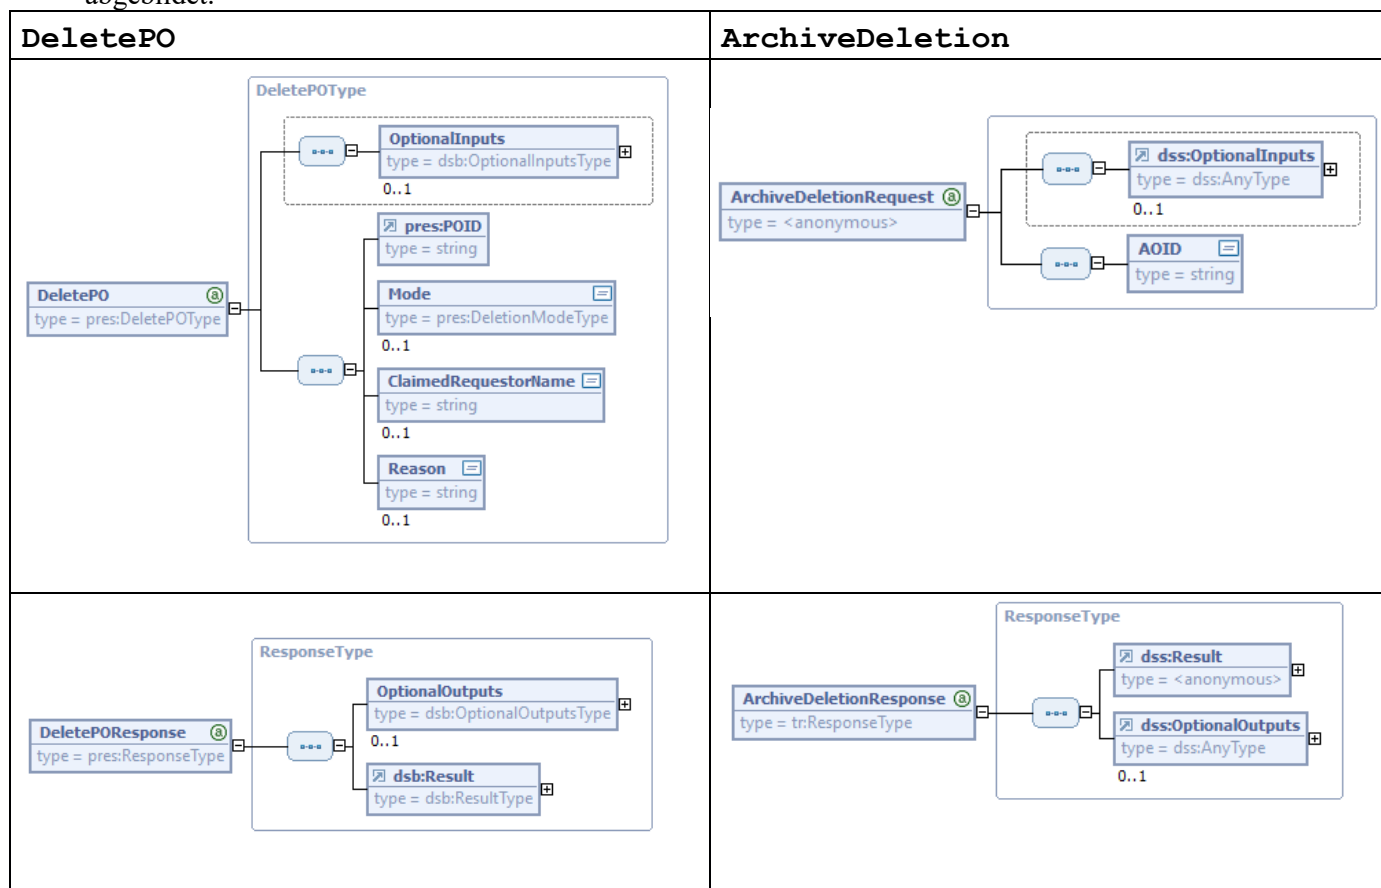 abgebildet.
DeletePO
ArchiveDeletion
DeletePOType
OptionalInputs
type = dsb:OptionalInputsType
0..1
pres:POID
type = string
DeletePO
type = pres:DeletePOType
Mode
type = pres:DeletionModeType
0..1
ClaimedRequestorName
type = string
0..1
Reason
type = string
0..1
dss:OptionalInputs
type = dss:AnyType
0..1
ArchiveDeletionRequest
type = <anonymous>
AOID
type = string
ResponseType
OptionalOutputs
type = dsb:OptionalOutputsType
0..1
DeletePOResponse
type = pres:ResponseType
dsb:Result
type = dsb:ResultType
ResponseType
dss:Result
type = <anonymous>
ArchiveDeletionResponse
type = tr:ResponseType
dss:OptionalOutputs
type = dss:AnyType
0..1